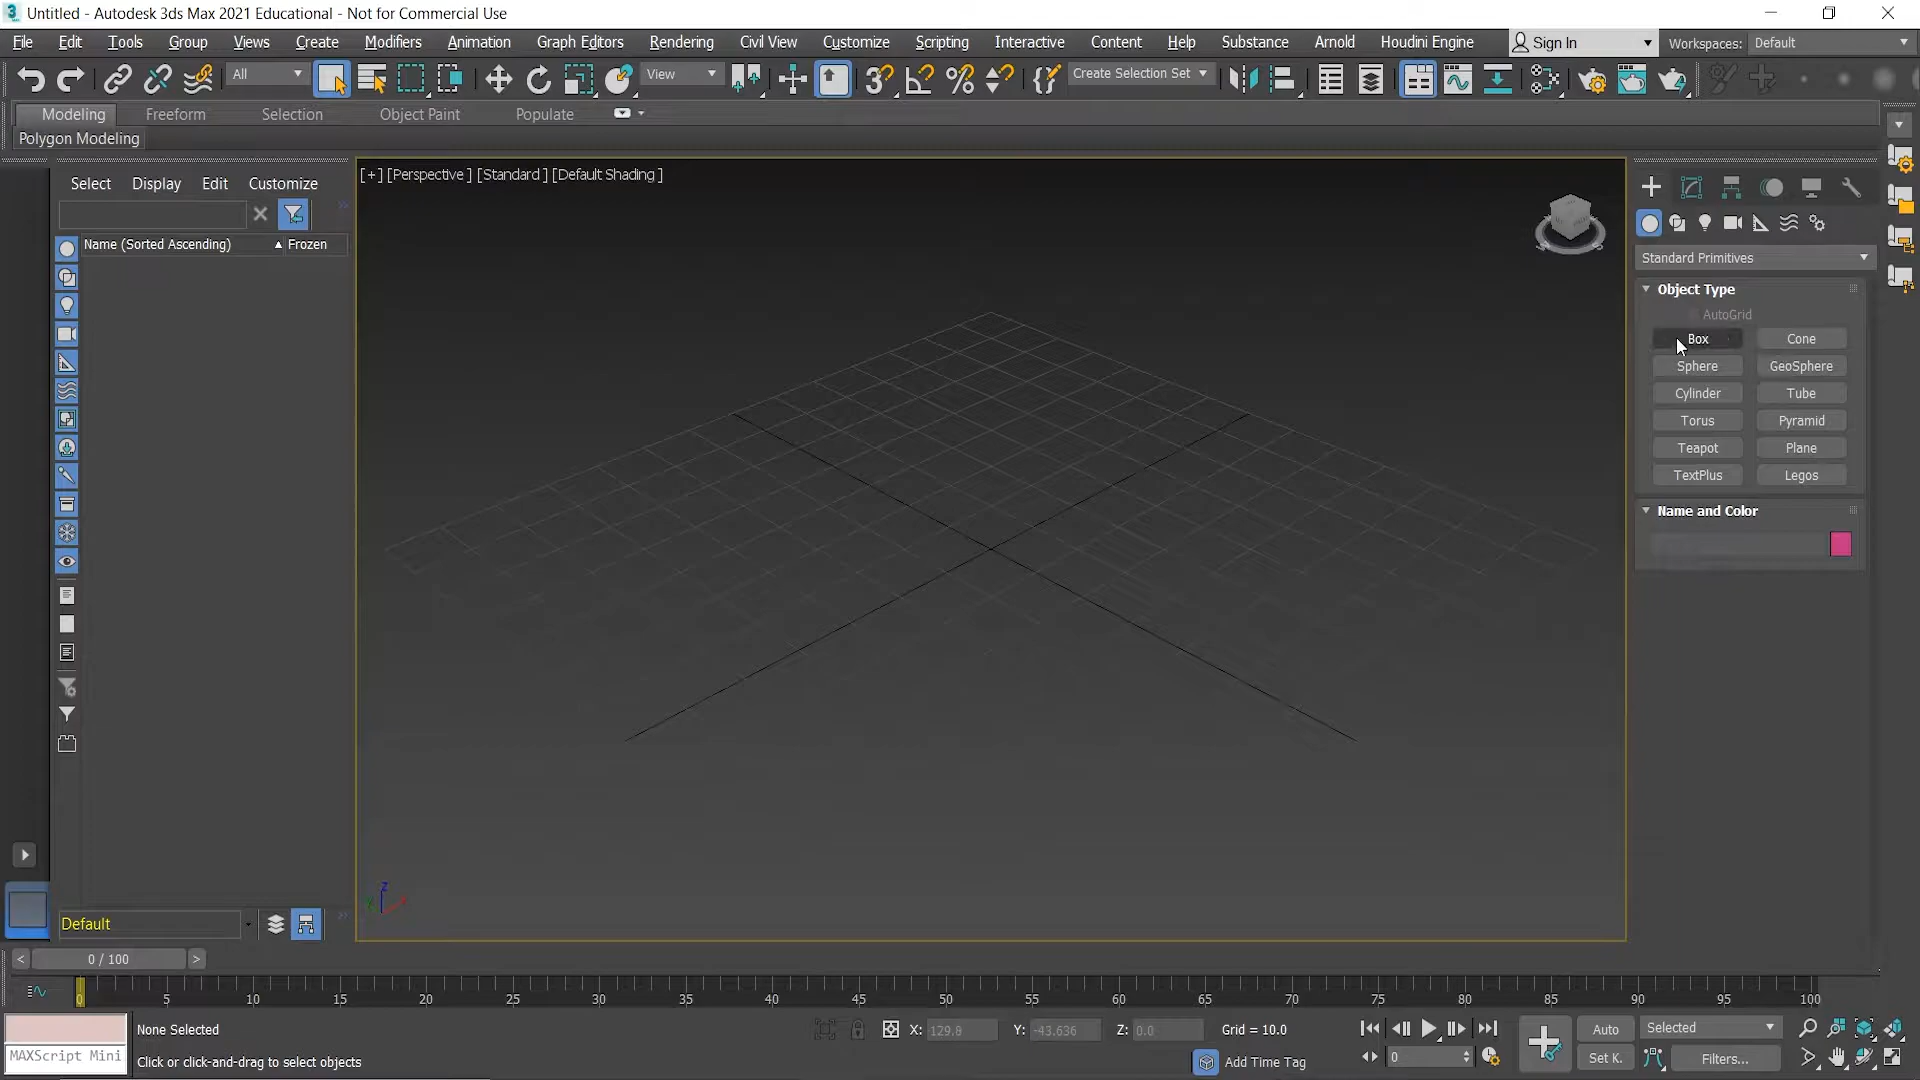 Untitled - Autodesk 3ds Max 2021 Educational - Not for Commercial Use
File Edit Tools Group Views Create Modifiers Animation Graph Editors Rendering Civil View Customize Scripting Interactive Content Help Substance Arnold Houdini Engine Sign In Workspaces: Default
All View Create Selection Set
Modeling Freeform Selection Object Paint Populate
Polygon Modeling
Select Display Edit Customize
Name (Sorted Ascending) Frozen
[+] [Perspective ] [Standard ] [Default Shading ]
Standard Primitives
Object Type
AutoGrid
Box Cone
Sphere GeoSphere
Cylinder Tube
Torus Pyramid
Teapot Plane
TextPlus Legos
Name and Color
z
Default
< 0 / 100 >
0 5 10 15 20 25 30 35 40 45 50 55 60 65 70 75 80 85 90 95 100
None Selected X: 129.8 Y: -43.636 Z: 0.0 Grid = 10.0 Auto Selected
MAXScript Mini Click or click-and-drag to select objects Add Time Tag 0 Set K. Filters...